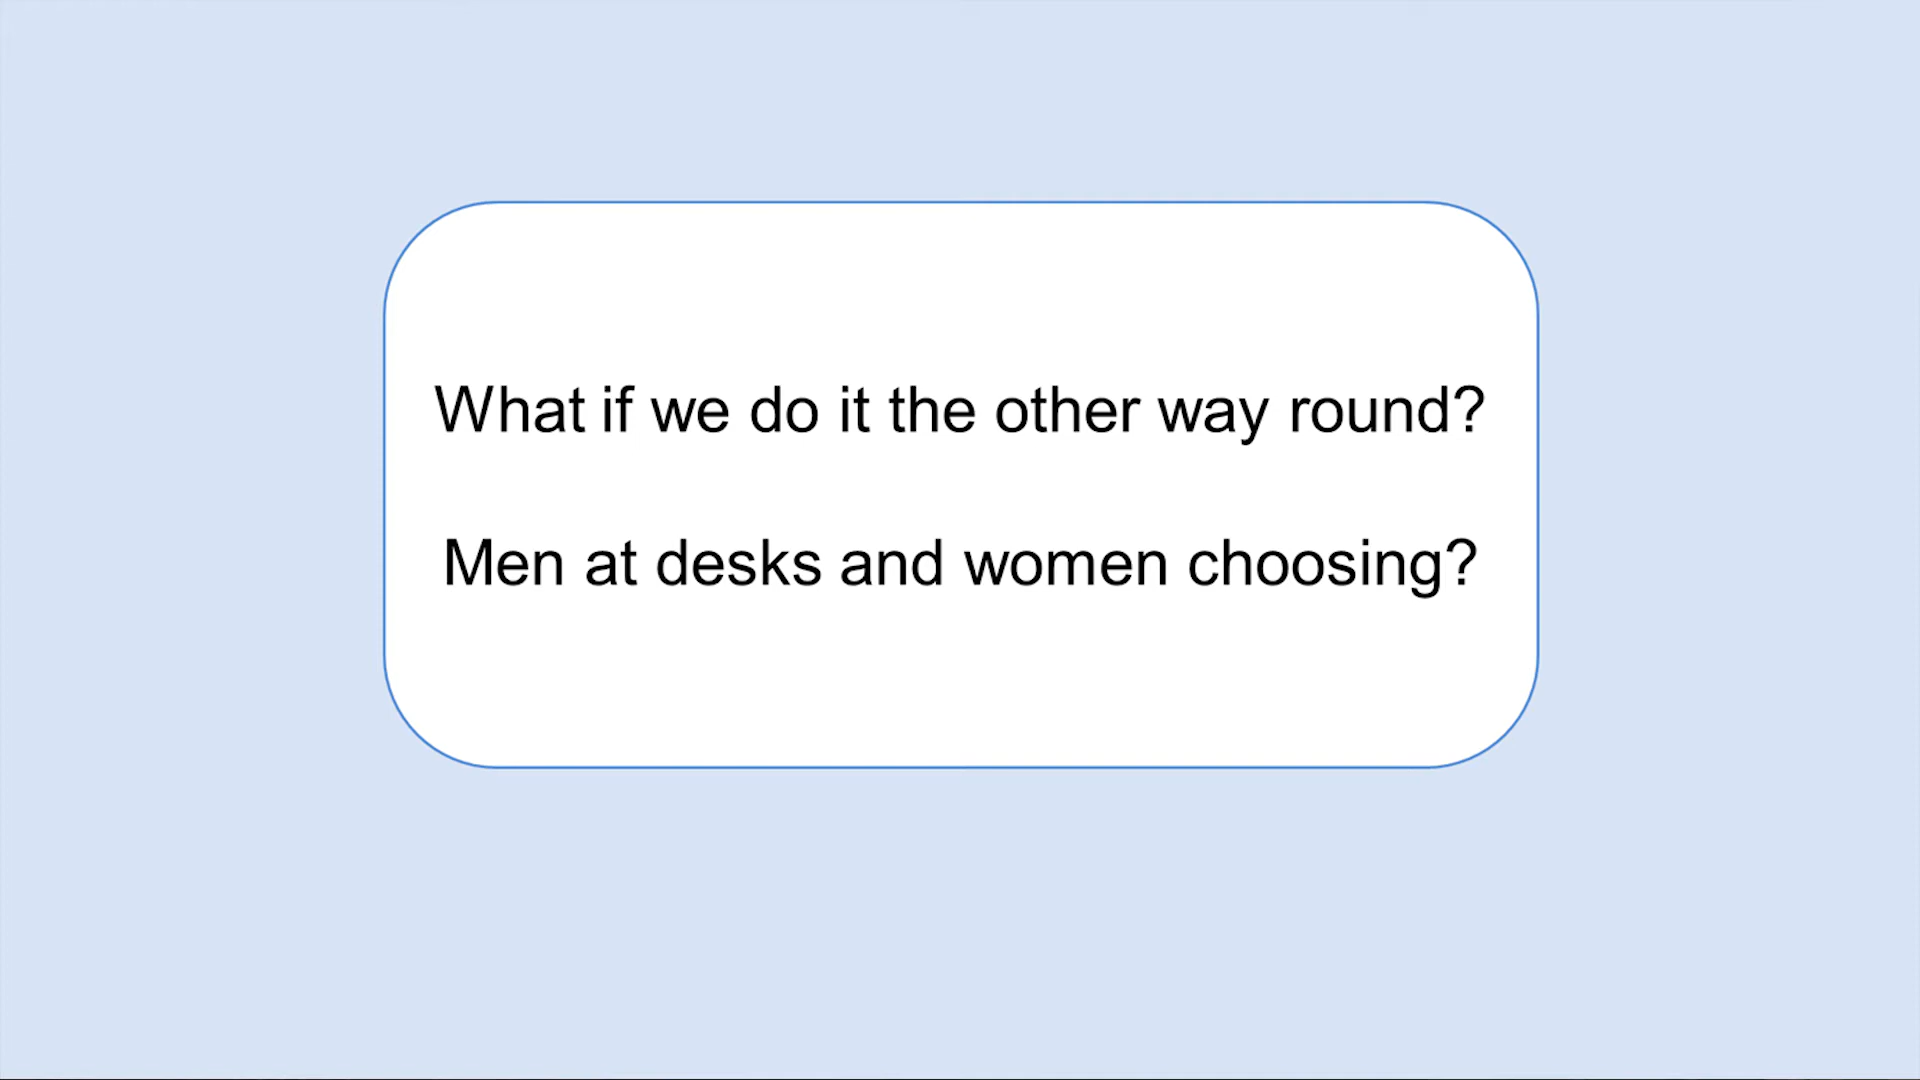 What if we do it the other way round?
Men at desks and women choosing?